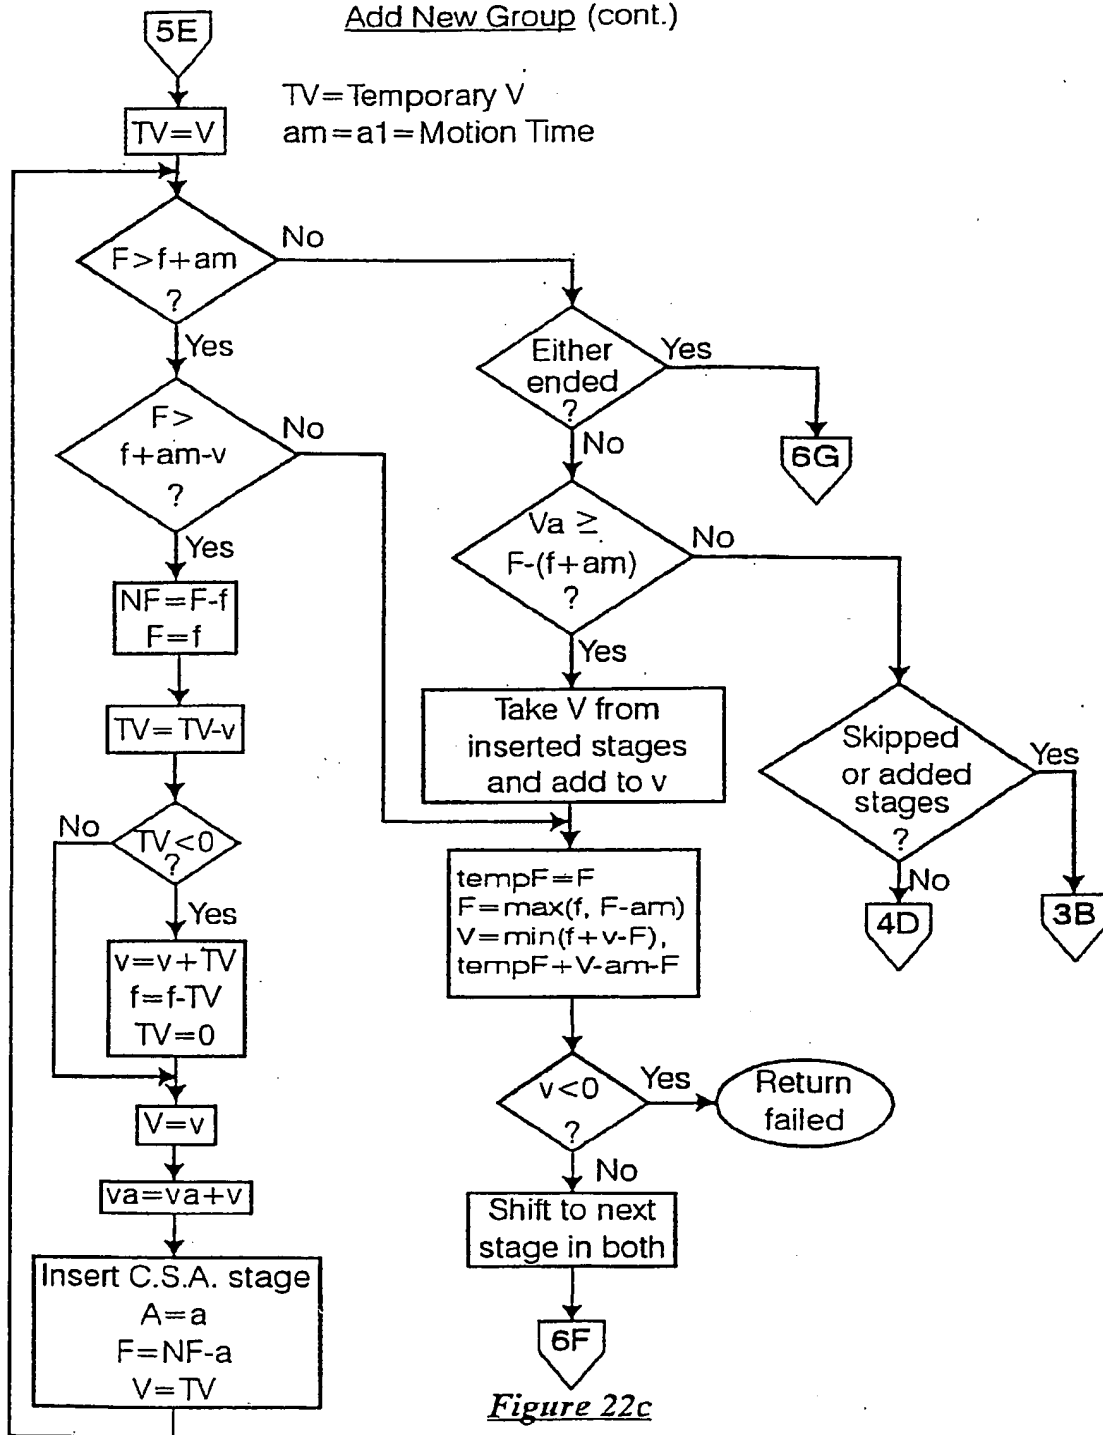 Add New Group (cont.)
5E
TV=Temporary V
am=a1=Motion Time
TV=V
F>f+am
?
No
Yes
Either
ended
?
Yes
No
6G
F>
f+am-v
?
No
Yes
Va ≥
F-(f+am)
?
No
Yes
NF=F-f
F=f
TV=TV-v
Take V from
inserted stages
and add to v
Skipped
or added
stages
?
Yes
No
4D
3B
TV<0
?
No
Yes
tempF=F
F=max(f, F-am)
V=min(f+v-F),
tempF+V-am-F
v=v+TV
f=f-TV
TV=0
v<0
?
Yes
Return
failed
No
V=v
va=va+v
Shift to next
stage in both
Insert C.S.A. stage
A=a
F=NF-a
V=TV
6F
Figure 22c